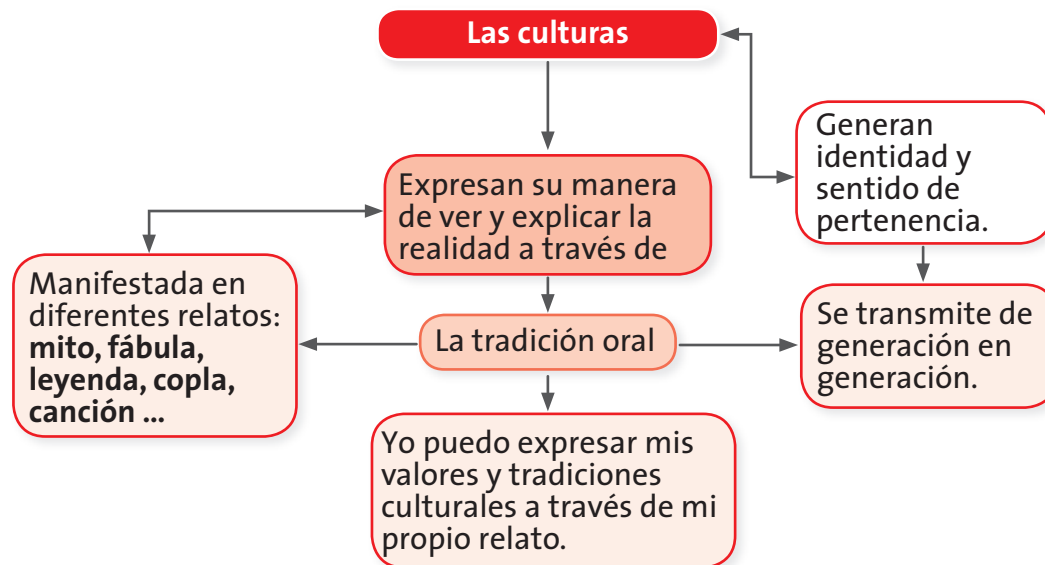 Las culturas
Generan
identidad y
sentido de
pertenencia.
Expresan su manera
de ver y explicar la
realidad a través de
Manifestada en
diferentes relatos:
mito, fábula,
leyenda, copla,
canción ...
La tradición oral
Se transmite de
generación en
generación.
Yo puedo expresar mis
valores y tradiciones
culturales a través de mi
propio relato.